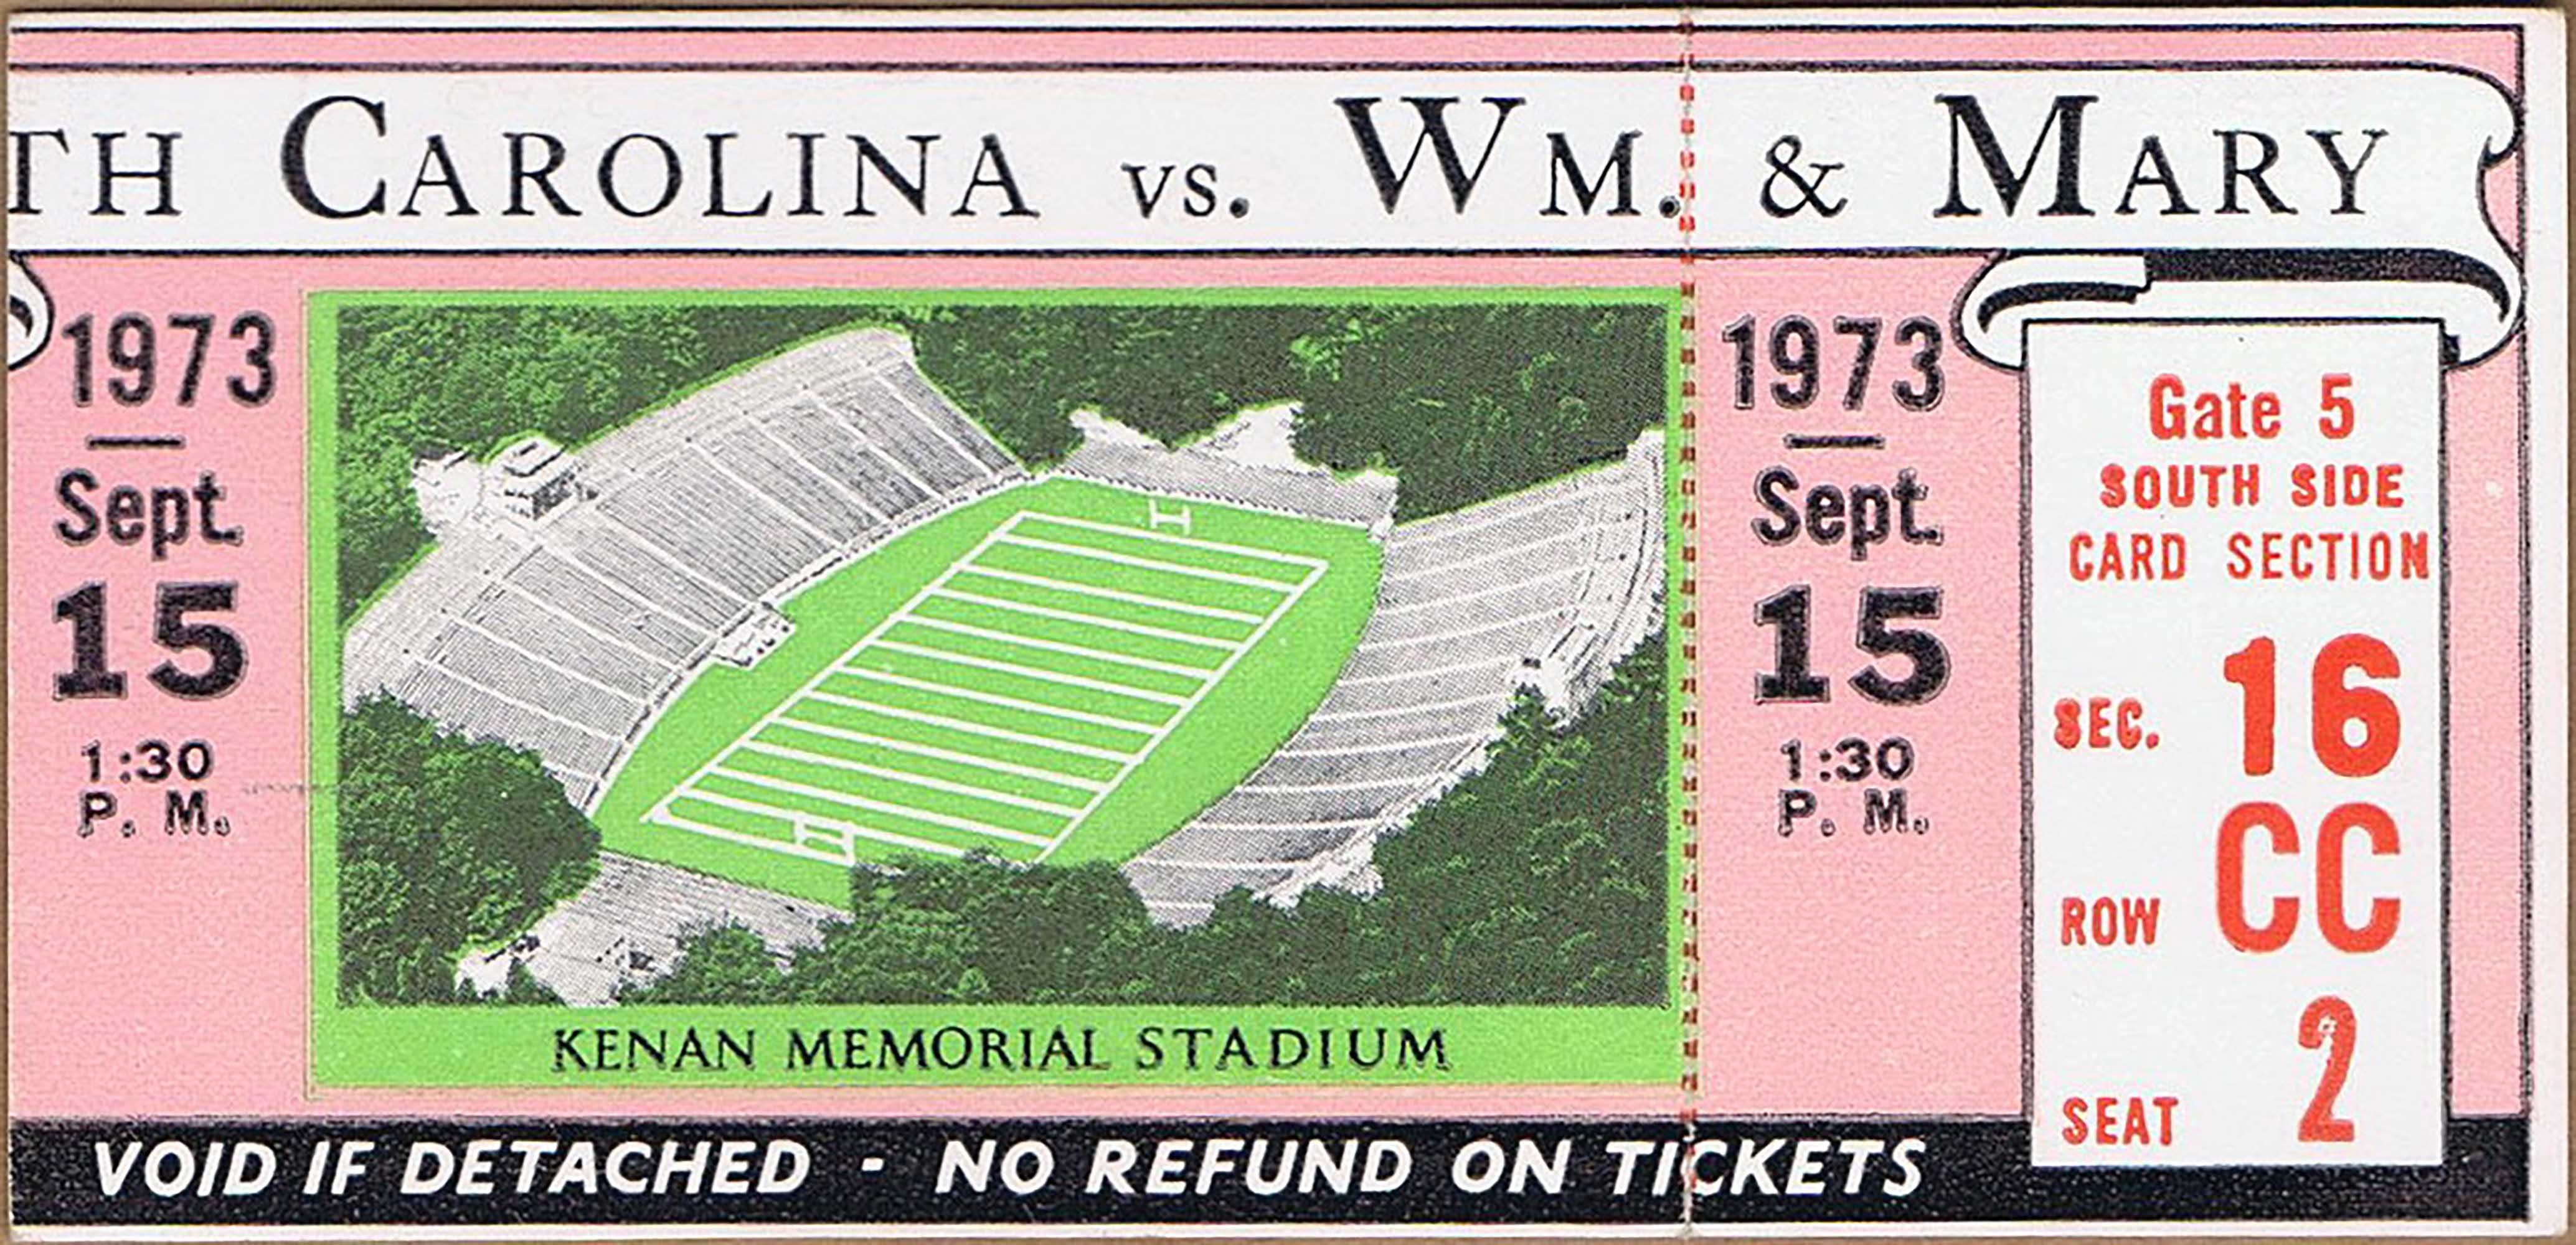 TH CAROLINA VS. WM. & MARY
1973
Sept.
15
1:30
P. M.
KENAN MEMORIAL STADIUM
1973
Sept.
15
1:30
P. M.
Gate 5
SOUTH SIDE
CARD SECTION
SEC. 16
ROW CC
SEAT 2
VOID IF DETACHED - NO REFUND ON TICKETS